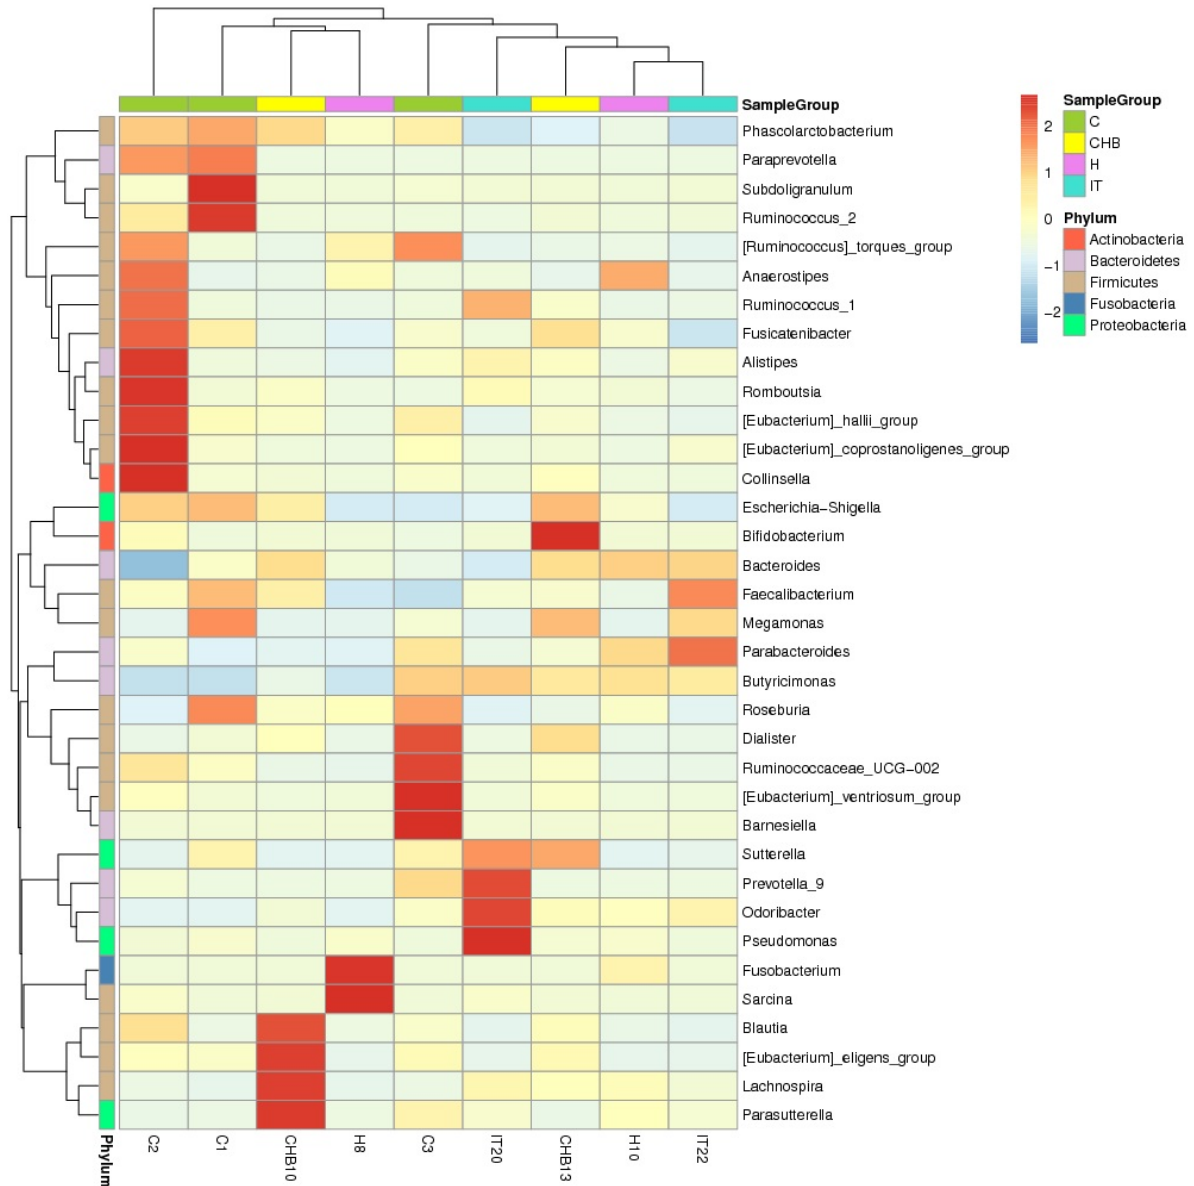 SampleGroup
Phascolarctobacterium
Paraprevotella
Subdoligranulum
Ruminococcus_2
[Ruminococcus]_torques_group
Anaerostipes
Ruminococcus_1
Fusicatenibacter
Alistipes
Romboutsia
[Eubacterium]_hallii_group
[Eubacterium]_coprostanoligenes_group
Collinsella
Escherichia-Shigella
Bifidobacterium
Bacteroides
Faecalibacterium
Megamonas
Parabacteroides
Butyricimonas
Roseburia
Dialister
Ruminococcaceae_UCG-002
[Eubacterium]_ventriosum_group
Barnesiella
Sutterella
Prevotella_9
Odoribacter
Pseudomonas
Fusobacterium
Sarcina
Blautia
[Eubacterium]_eligens_group
Lachnospira
Parasutterella
Phylum
C2
C1
CHB10
H8
C3
IT20
CHB13
H10
IT22
2
1
0
-1
-2
SampleGroup
C
CHB
H
IT
Phylum
Actinobacteria
Bacteroidetes
Firmicutes
Fusobacteria
Proteobacteria